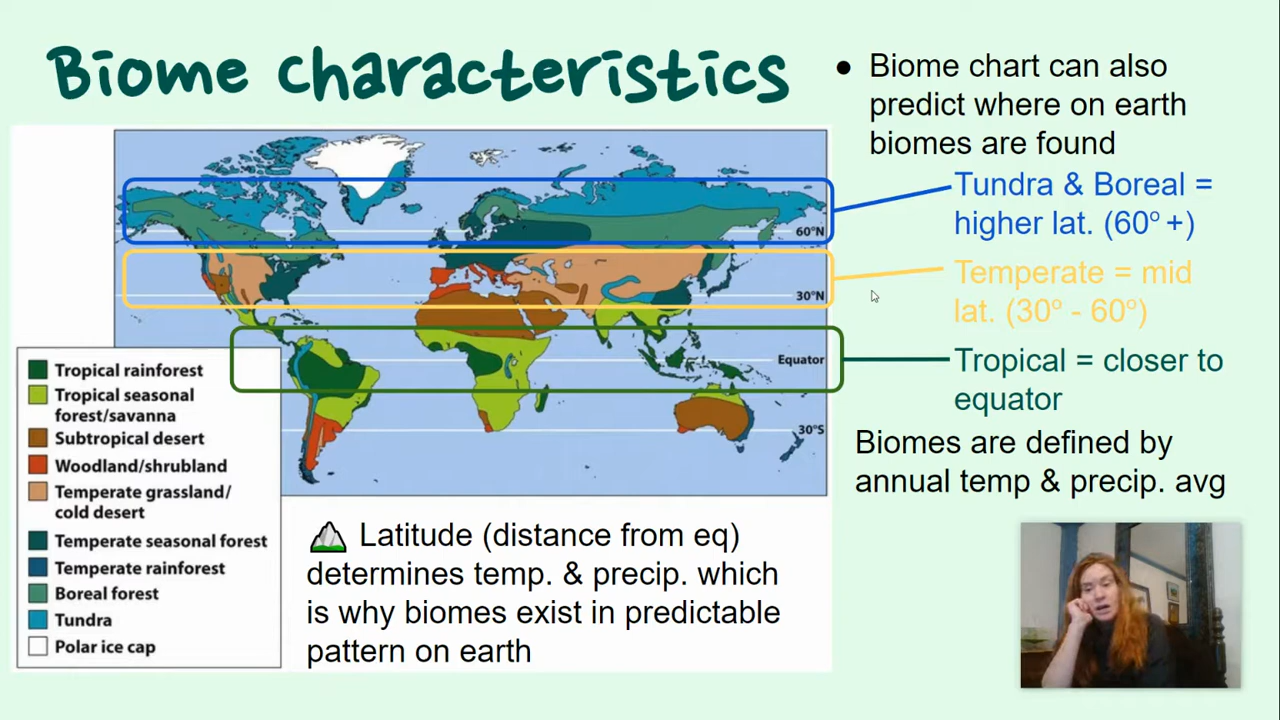 Biome characteristics
● Biome chart can also
predict where on earth
biomes are found
Tundra & Boreal =
higher lat. (60º +)
Temperate = mid
lat. (30º - 60º)
Tropical = closer to
equator
Biomes are defined by
annual temp & precip. avg
60°N
30°N
Equator
30°S
Tropical rainforest
Tropical seasonal
forest/savanna
Subtropical desert
Woodland/shrubland
Temperate grassland/
cold desert
Temperate seasonal forest
Temperate rainforest
Boreal forest
Tundra
Polar ice cap
Latitude (distance from eq)
determines temp. & precip. which
is why biomes exist in predictable
pattern on earth